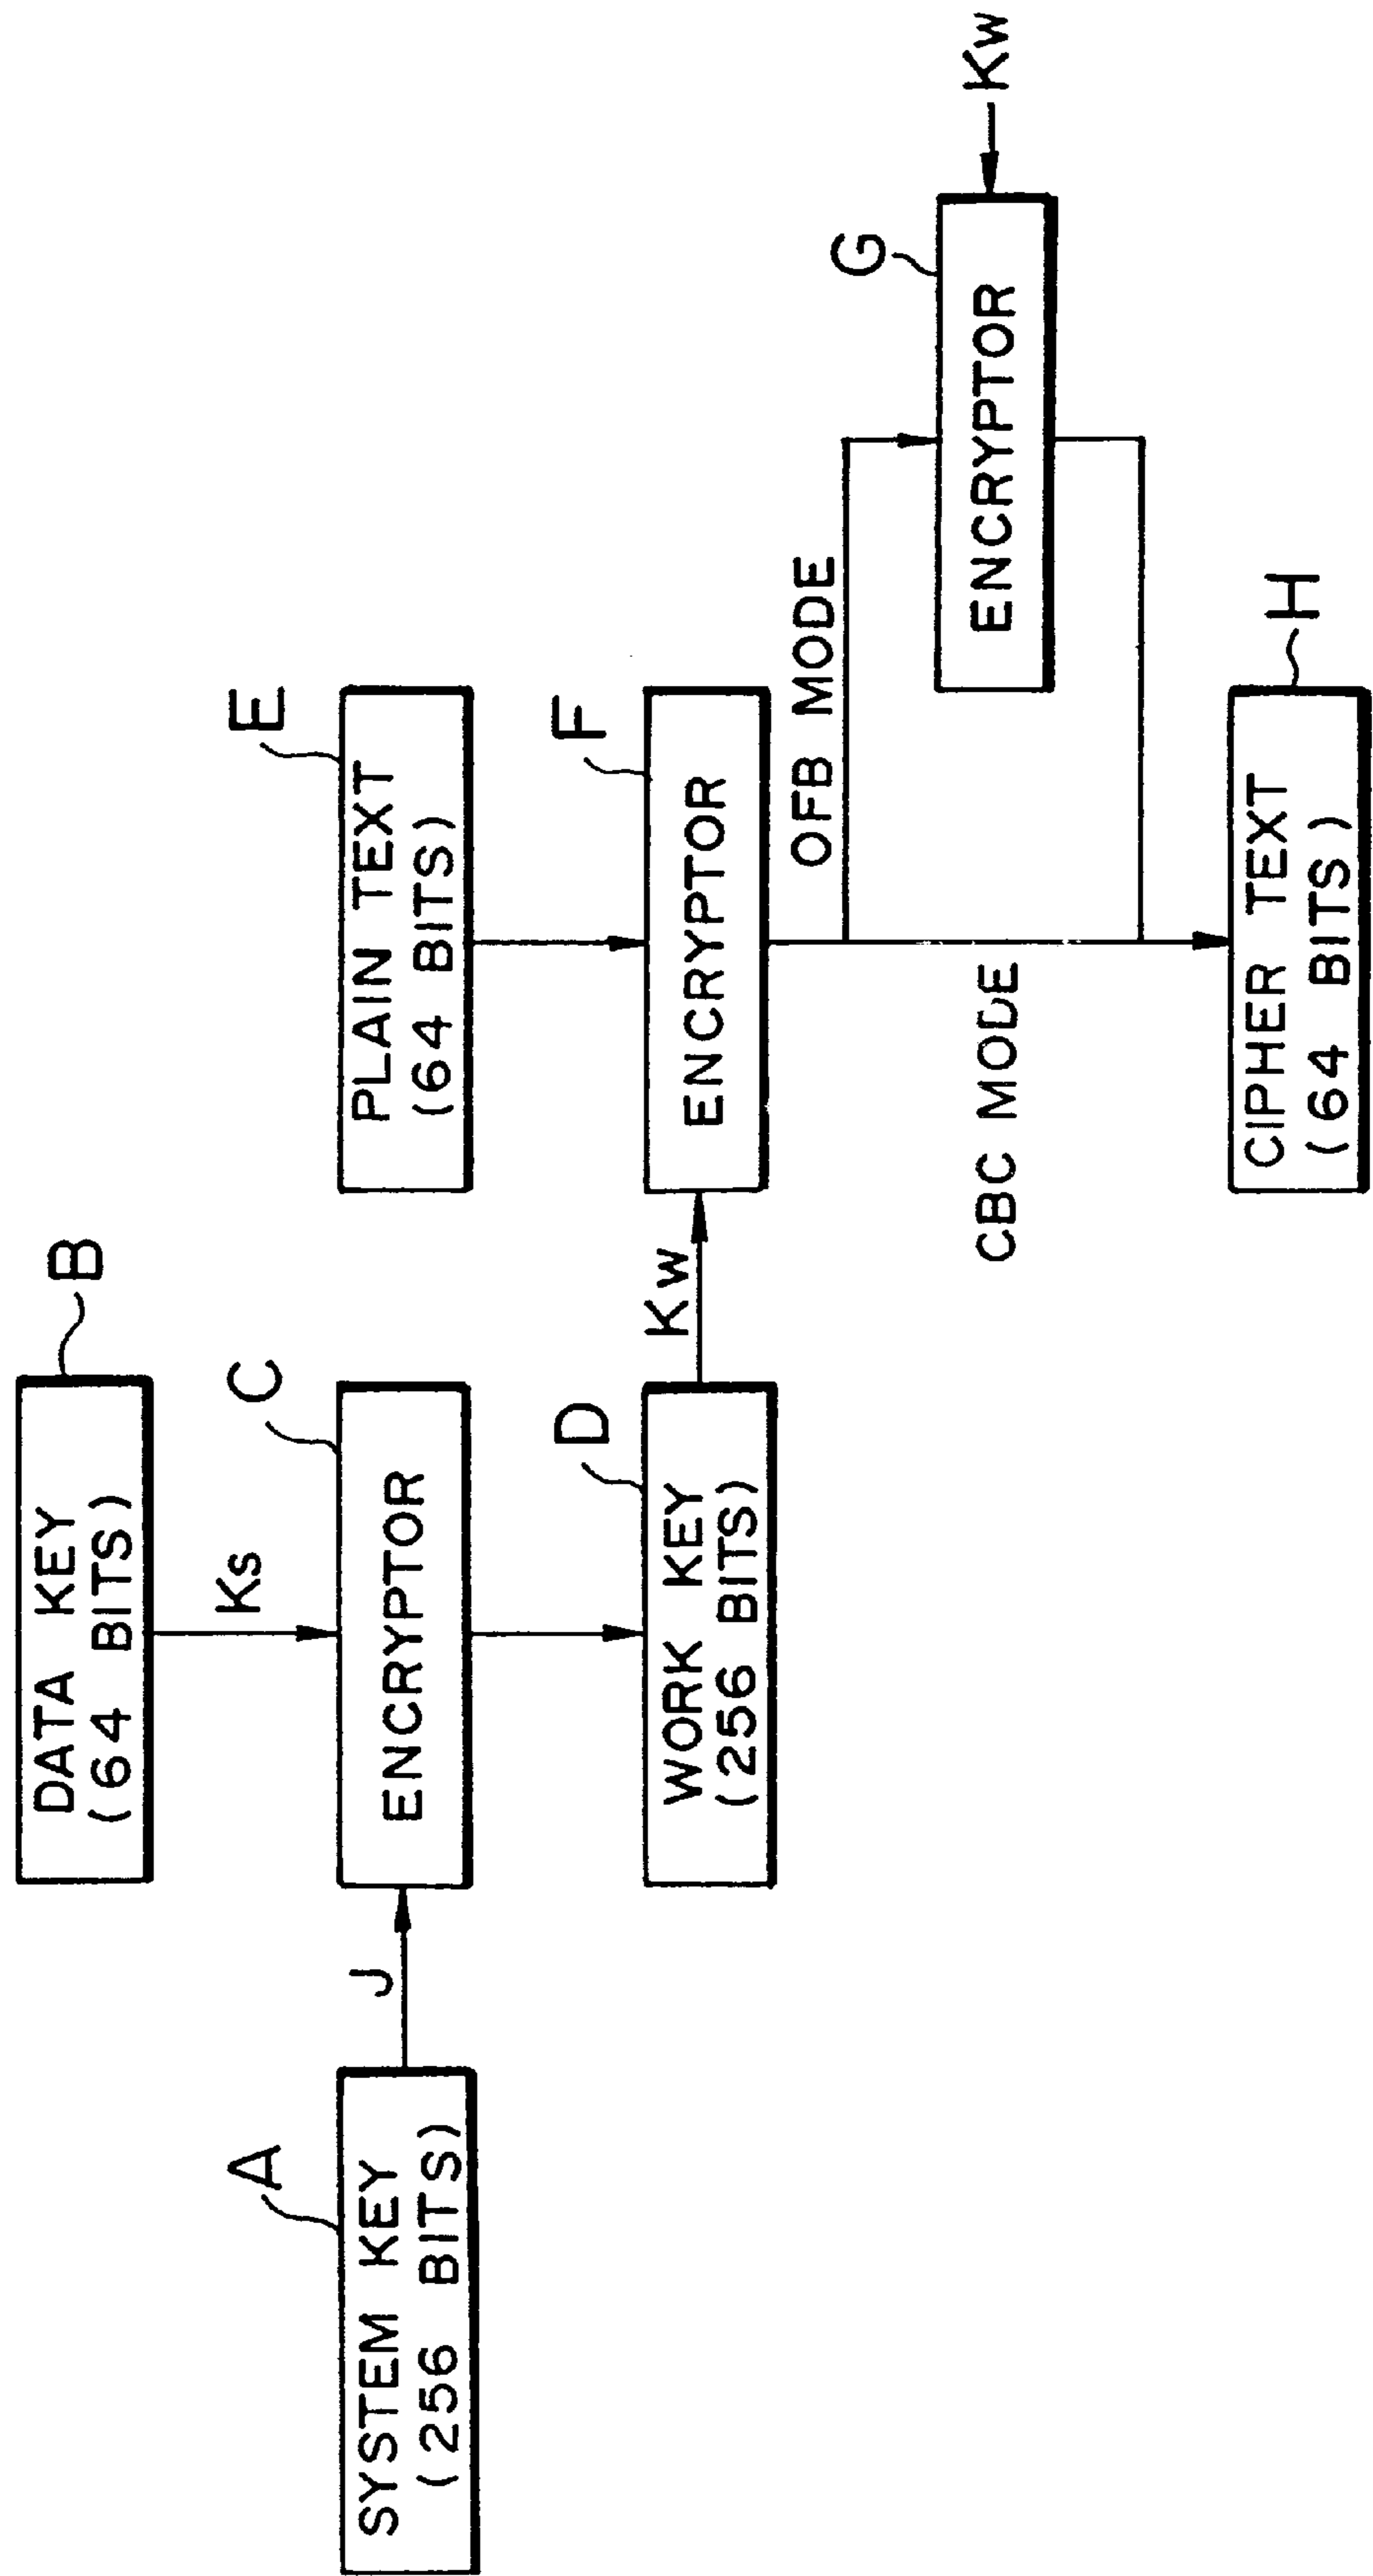 B
DATA KEY
(64 BITS)
Ks
A
SYSTEM KEY
(256 BITS)
J
C
ENCRYPTOR
D
WORK KEY
(256 BITS)
Kw
E
PLAIN TEXT
(64 BITS)
F
ENCRYPTOR
OFB MODE
G
ENCRYPTOR
Kw
CBC MODE
H
CIPHER TEXT
(64 BITS)